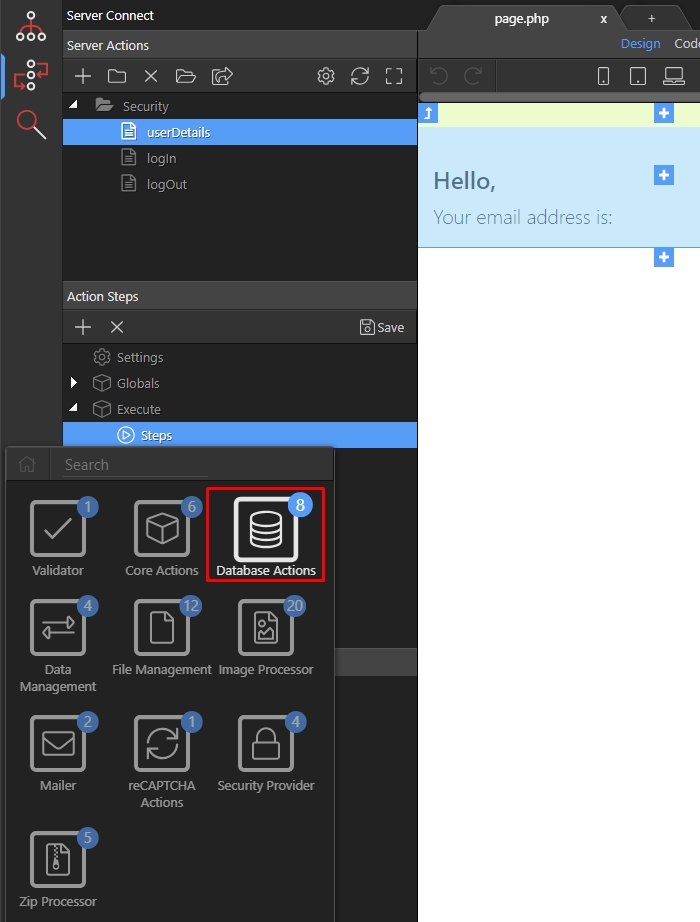 Server Connect
page.php
x
+
Server Actions
Design
Code
Security
userDetails
logIn
logOut
Hello,
Your email address is:
Action Steps
Save
Settings
Globals
Execute
Steps
Search
1
6
8
Validator
Core Actions
Database Actions
4
12
20
Data
Management
File Management
Image Processor
2
1
4
Mailer
reCAPTCHA
Actions
Security Provider
5
Zip Processor